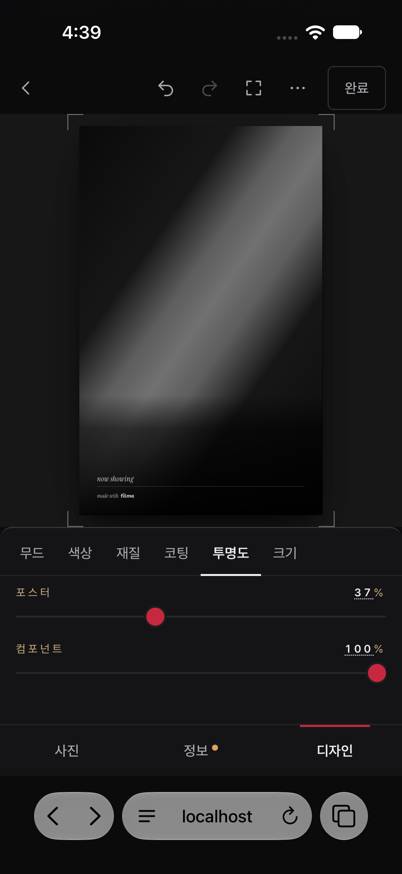 4:39
완료
now showing
made with filmo
무드 색상 재질 코팅 투명도 크기
포스터 37%
컴포넌트 100%
사진 정보 디자인
localhost